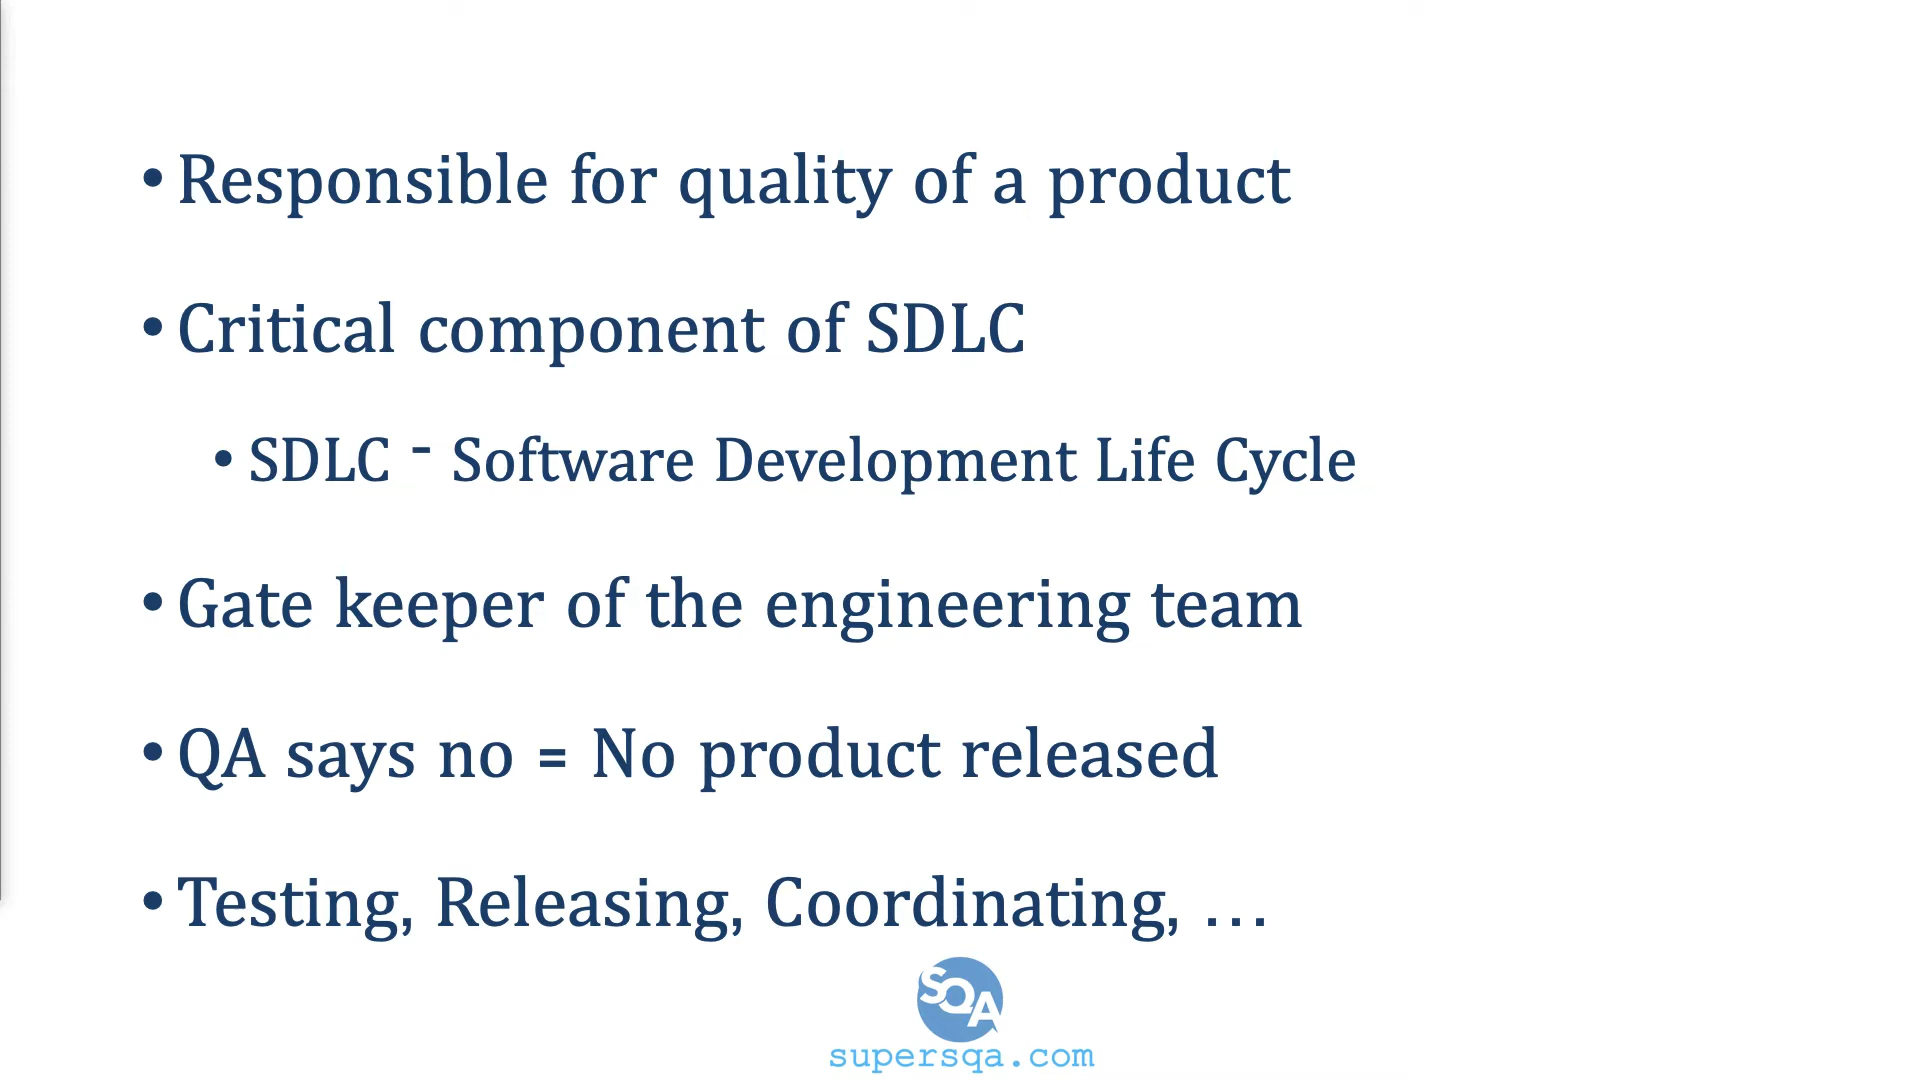 • Responsible for quality of a product
• Critical component of SDLC
• SDLC - Software Development Life Cycle
• Gate keeper of the engineering team
• QA says no = No product released
• Testing, Releasing, Coordinating, ...
SQA
supersqa.com